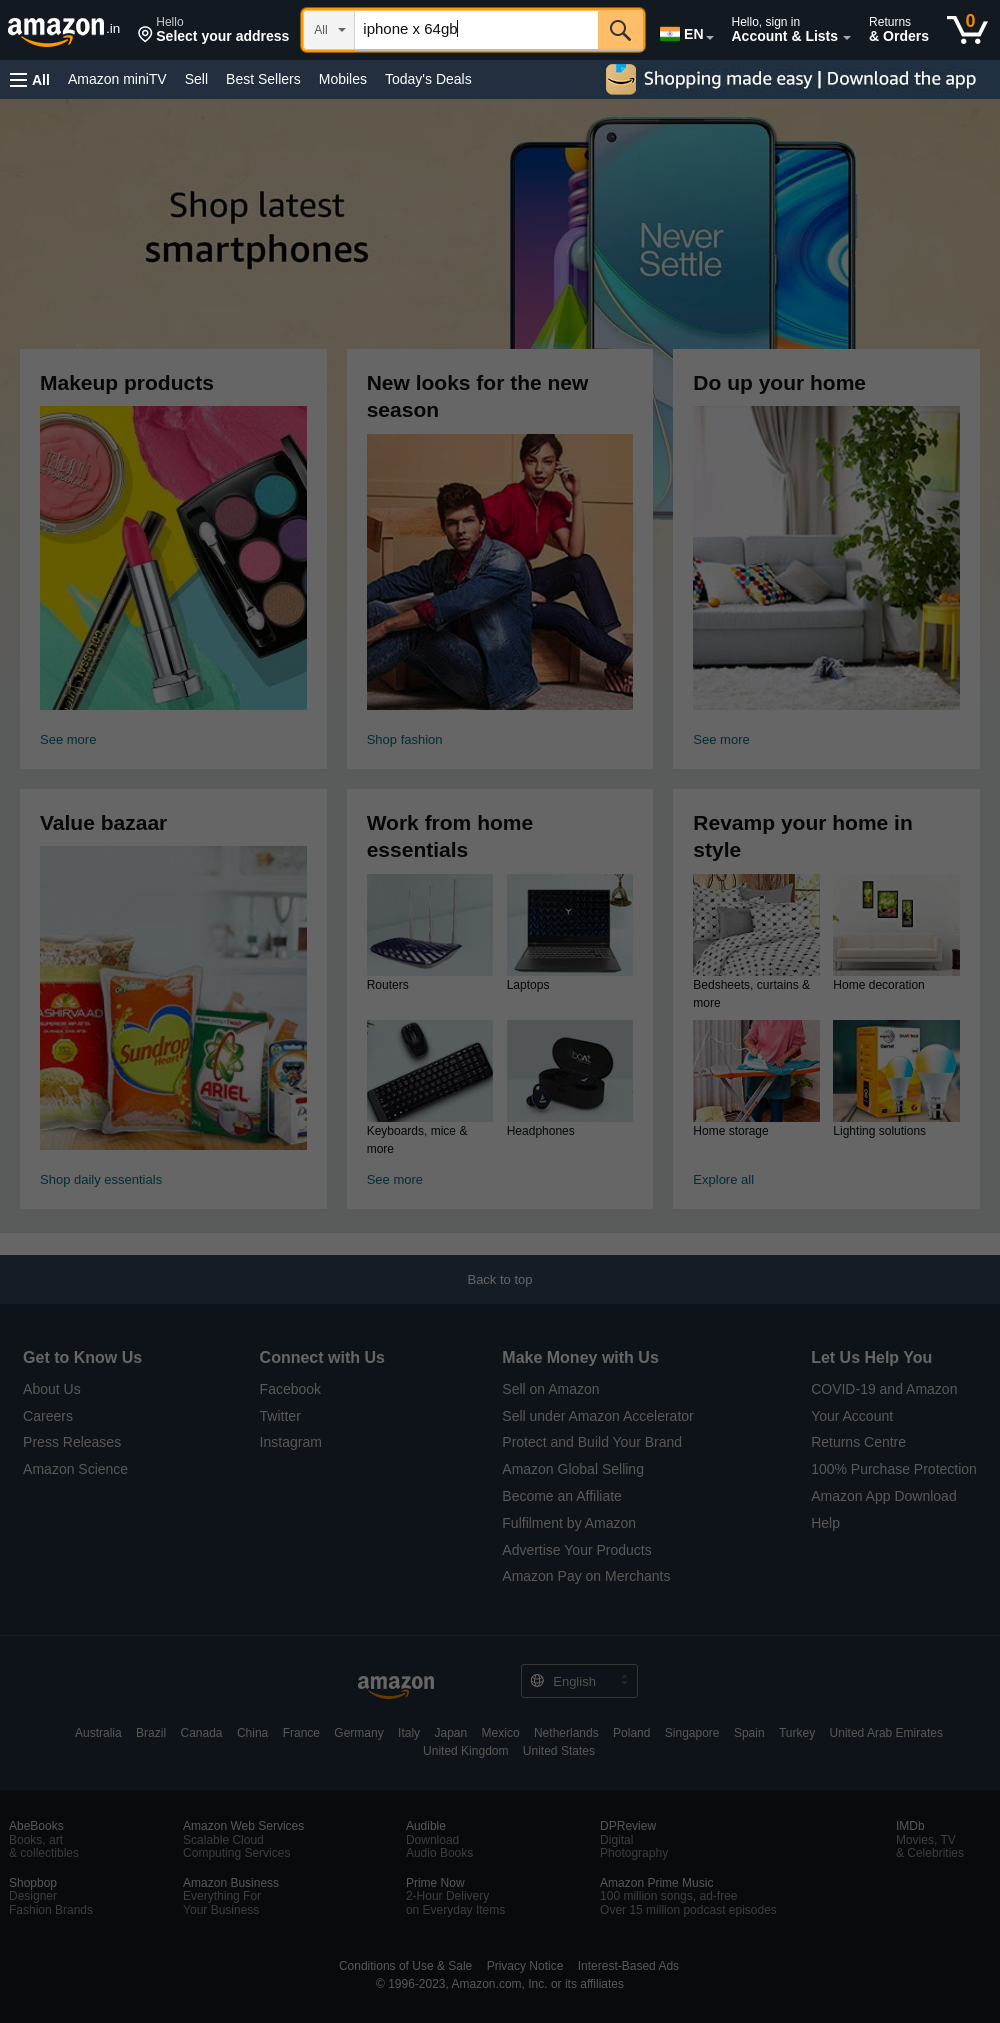 amazon.in
Hello
Select your address
All
iphone x 64gb
EN
Hello, sign in
Account & Lists
Returns
& Orders
0
All
Amazon miniTV
Sell
Best Sellers
Mobiles
Today's Deals
Shopping made easy | Download the app
Shop latest
smartphones
Never
Settle
Makeup products
See more
New looks for the new
season
Shop fashion
Do up your home
See more
Value bazaar
AASHIRVAAD
Sundrop
Heart
ARIEL
Shop daily essentials
Work from home
essentials
Routers
Laptops
Keyboards, mice &
more
Headphones
See more
Revamp your home in
style
Bedsheets, curtains &
more
Home decoration
Home storage
Lighting solutions
Explore all
Back to top
Get to Know Us
About Us
Careers
Press Releases
Amazon Science
Connect with Us
Facebook
Twitter
Instagram
Make Money with Us
Sell on Amazon
Sell under Amazon Accelerator
Protect and Build Your Brand
Amazon Global Selling
Become an Affiliate
Fulfilment by Amazon
Advertise Your Products
Amazon Pay on Merchants
Let Us Help You
COVID-19 and Amazon
Your Account
Returns Centre
100% Purchase Protection
Amazon App Download
Help
amazon
English
Australia Brazil Canada China France Germany Italy Japan Mexico Netherlands Poland Singapore Spain Turkey United Arab Emirates
United Kingdom United States
AbeBooks
Books, art
& collectibles
Amazon Web Services
Scalable Cloud
Computing Services
Audible
Download
Audio Books
DPReview
Digital
Photography
IMDb
Movies, TV
& Celebrities
Shopbop
Designer
Fashion Brands
Amazon Business
Everything For
Your Business
Prime Now
2-Hour Delivery
on Everyday Items
Amazon Prime Music
100 million songs, ad-free
Over 15 million podcast episodes
Conditions of Use & Sale Privacy Notice Interest-Based Ads
© 1996-2023, Amazon.com, Inc. or its affiliates